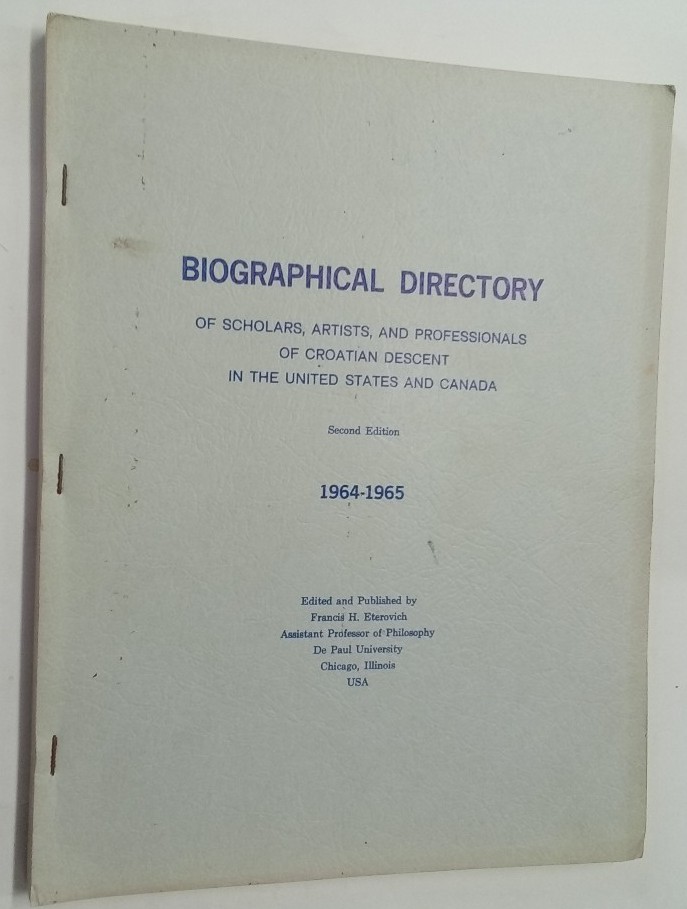 BIOGRAPHICAL DIRECTORY
OF SCHOLARS, ARTISTS, AND PROFESSIONALS
OF CROATIAN DESCENT
IN THE UNITED STATES AND CANADA
Second Edition
1964-1965
Edited and Published by
Francis H. Eterovich
Assistant Professor of Philosophy
De Paul University
Chicago, Illinois
USA